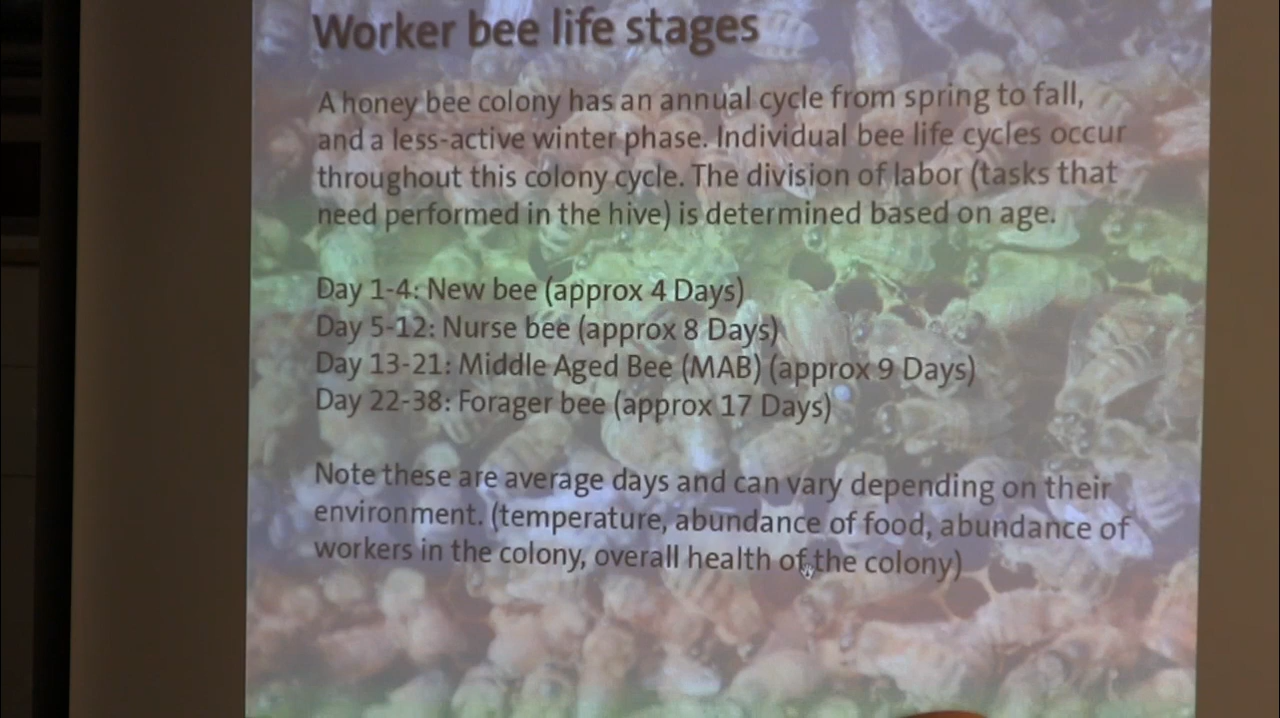 Worker bee life stages
A honey bee colony has an annual cycle from spring to fall,
and a less-active winter phase. Individual bee life cycles occur
throughout this colony cycle. The division of labor (tasks that
need performed in the hive) is determined based on age.
Day 1-4: New bee (approx 4 Days)
Day 5-12: Nurse bee (approx 8 Days)
Day 13-21: Middle Aged Bee (MAB) (approx 9 Days)
Day 22-38: Forager bee (approx 17 Days)
Note these are average days and can vary depending on their
environment. (temperature, abundance of food, abundance of
workers in the colony, overall health of the colony)